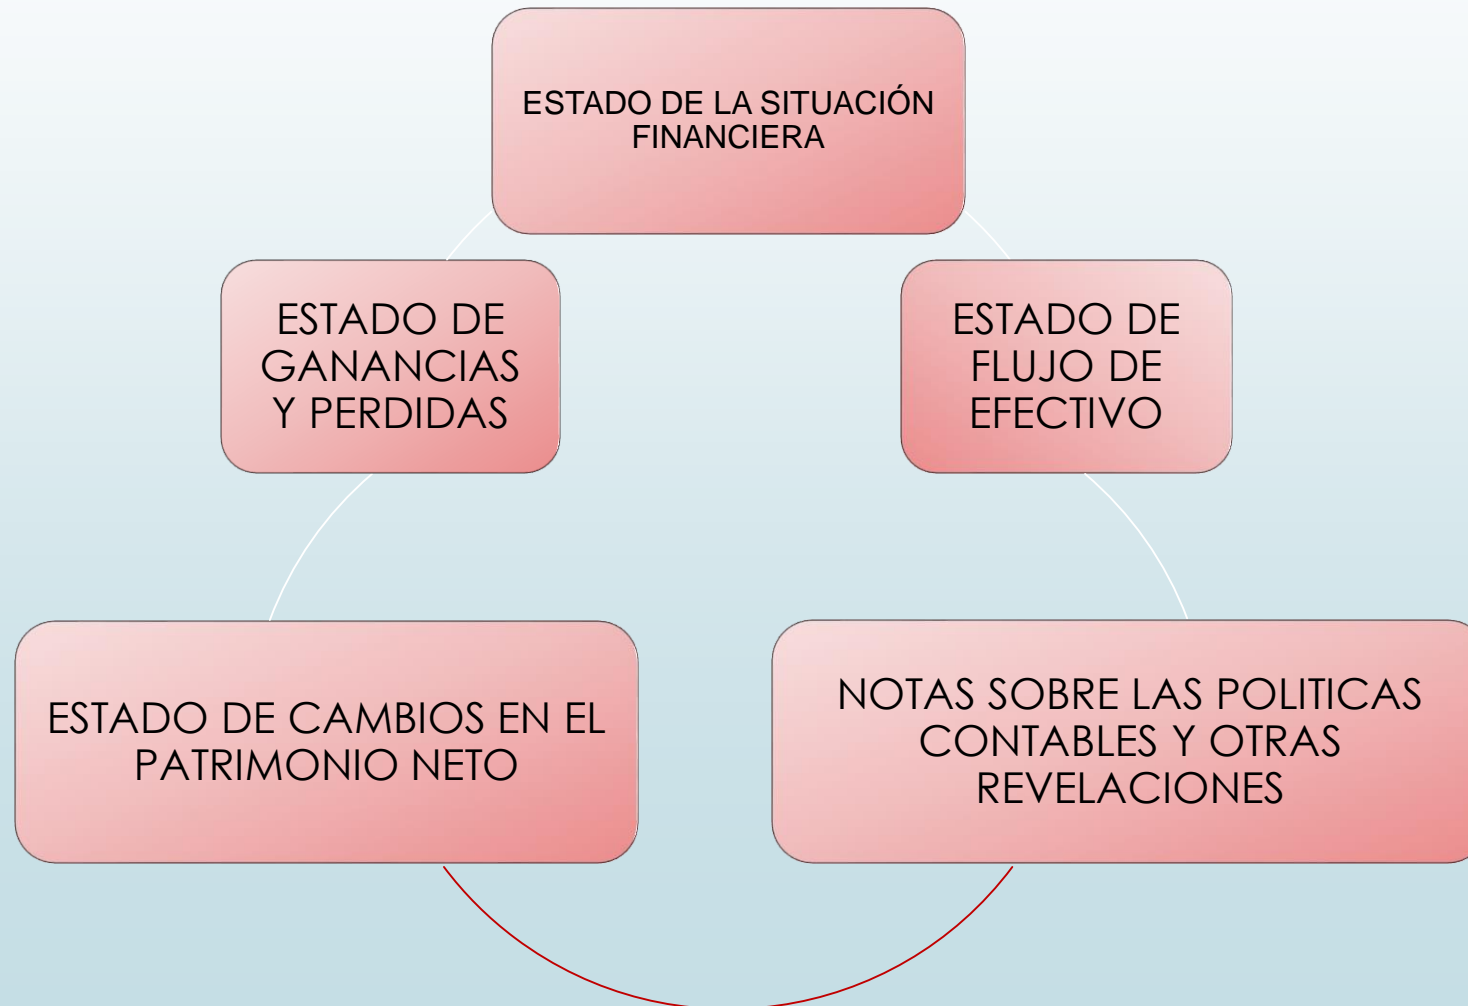 ESTADO DE LA SITUACIÓN
FINANCIERA
ESTADO DE
GANANCIAS
Y PERDIDAS
ESTADO DE
FLUJO DE
EFECTIVO
ESTADO DE CAMBIOS EN EL
PATRIMONIO NETO
NOTAS SOBRE LAS POLITICAS
CONTABLES Y OTRAS
REVELACIONES